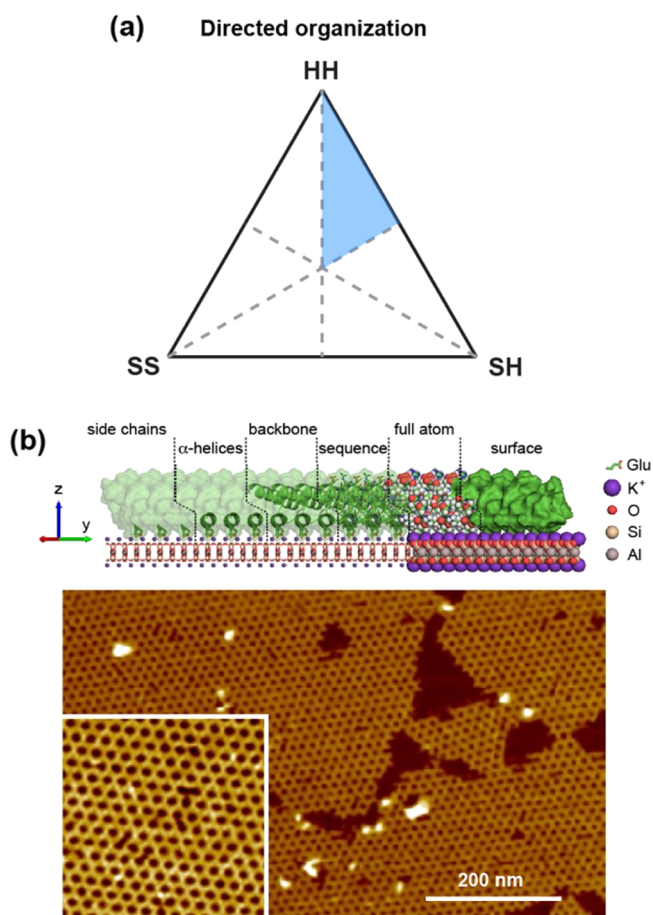 (a) Directed organization
HH
SS
SH
(b)
side chains
α-helices
backbone
sequence
full atom
surface
z
y
Glu
K+
O
Si
Al
200 nm